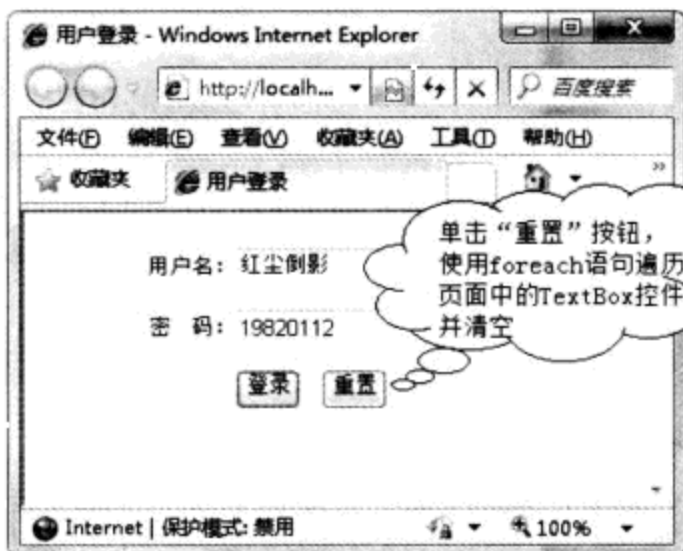 用户登录 - Windows Internet Explorer
http://localh...
百度搜索
文件(F) 编辑(E) 查看(V) 收藏夹(A) 工具(T) 帮助(H)
收藏夹 用户登录
单击“重置”按钮，
使用foreach语句遍历
页面中的TextBox控件
并清空
用户名： 红尘倒影
密 码： 19820112
登录 重置
Internet | 保护模式: 禁用 100%